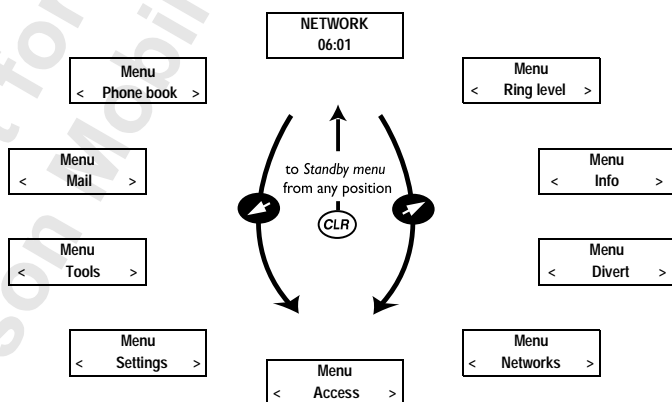 NETWORK
06:01
Menu
< Phone book >
Menu
< Ring level >
Menu
< Mail >
to Standby menu
from any position
CLR
Menu
< Info >
Menu
< Tools >
Menu
< Divert >
Menu
< Settings >
Menu
< Access >
Menu
< Networks >